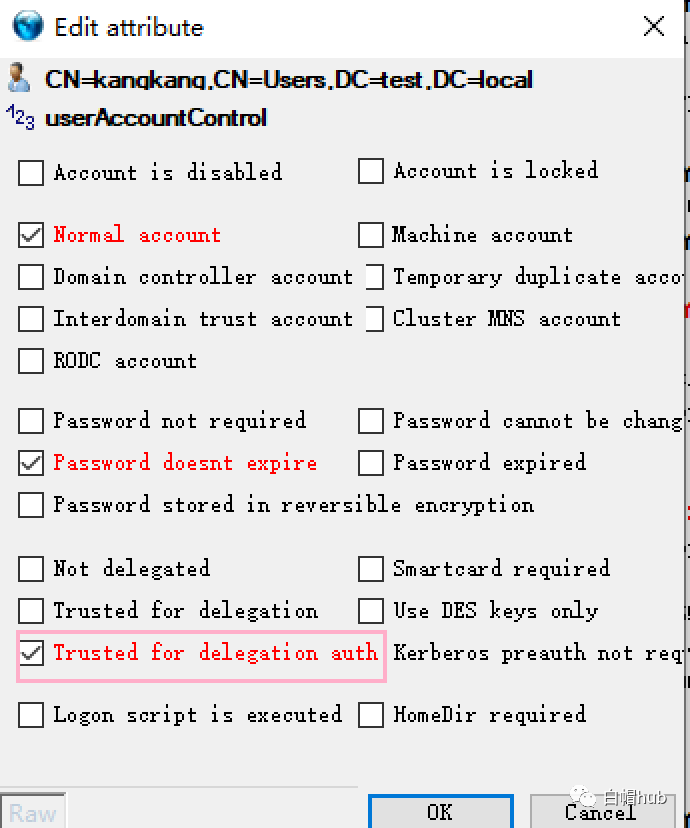 Edit attribute
CN=kangkang,CN=Users,DC=test,DC=local
123 userAccountControl
Account is disabled Account is locked
Normal account Machine account
Domain controller account Temporary duplicate acco
Interdomain trust account Cluster MNS account
RODC account
Password not required Password cannot be chang
Password doesnt expire Password expired
Password stored in reversible encryption
Not delegated Smartcard required
Trusted for delegation Use DES keys only
Trusted for delegation auth Kerberos preauth not req
Logon script is executed HomeDir required
Raw OK Cancel
白帽hub